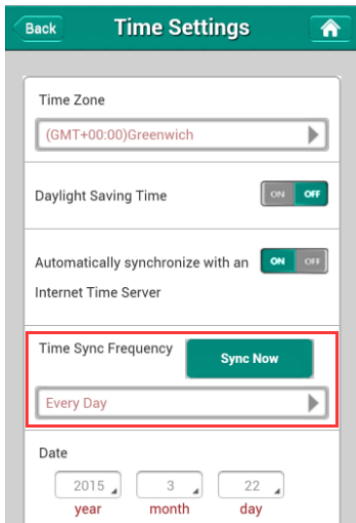 Back
Time Settings
Time Zone
(GMT+00:00)Greenwich
Daylight Saving Time
ON OFF
Automatically synchronize with an
ON OFF
Internet Time Server
Time Sync Frequency
Sync Now
Every Day
Date
2015 3 22
year month day